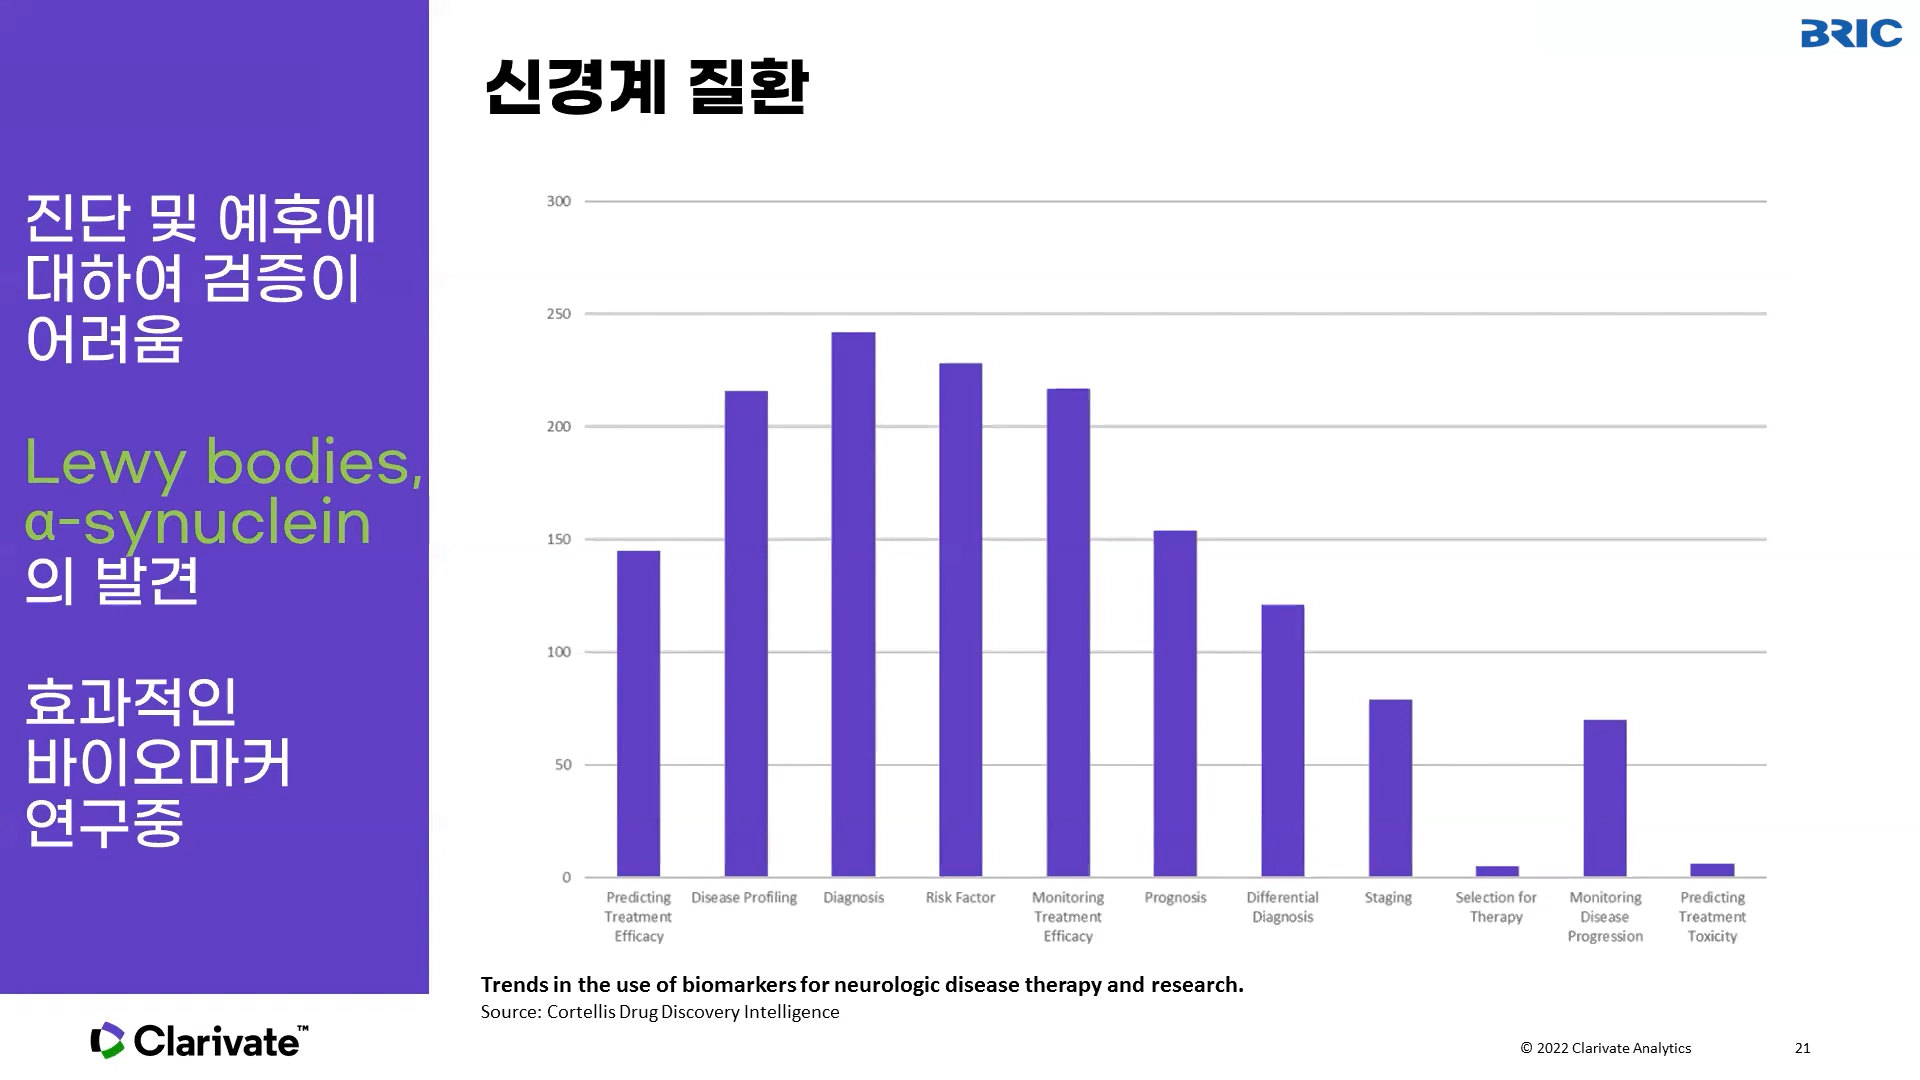 BRIC
신경계 질환
진단 및 예후에
대하여 검증이
어려움
Lewy bodies,
α-synuclein
의 발견
효과적인
바이오마커
연구중
300
250
200
150
100
50
0
Predicting Treatment Efficacy
Disease Profiling
Diagnosis
Risk Factor
Monitoring Treatment Efficacy
Prognosis
Differential Diagnosis
Staging
Selection for Therapy
Monitoring Disease Progression
Predicting Treatment Toxicity
Trends in the use of biomarkers for neurologic disease therapy and research.
Source: Cortellis Drug Discovery Intelligence
Clarivate™
© 2022 Clarivate Analytics
21